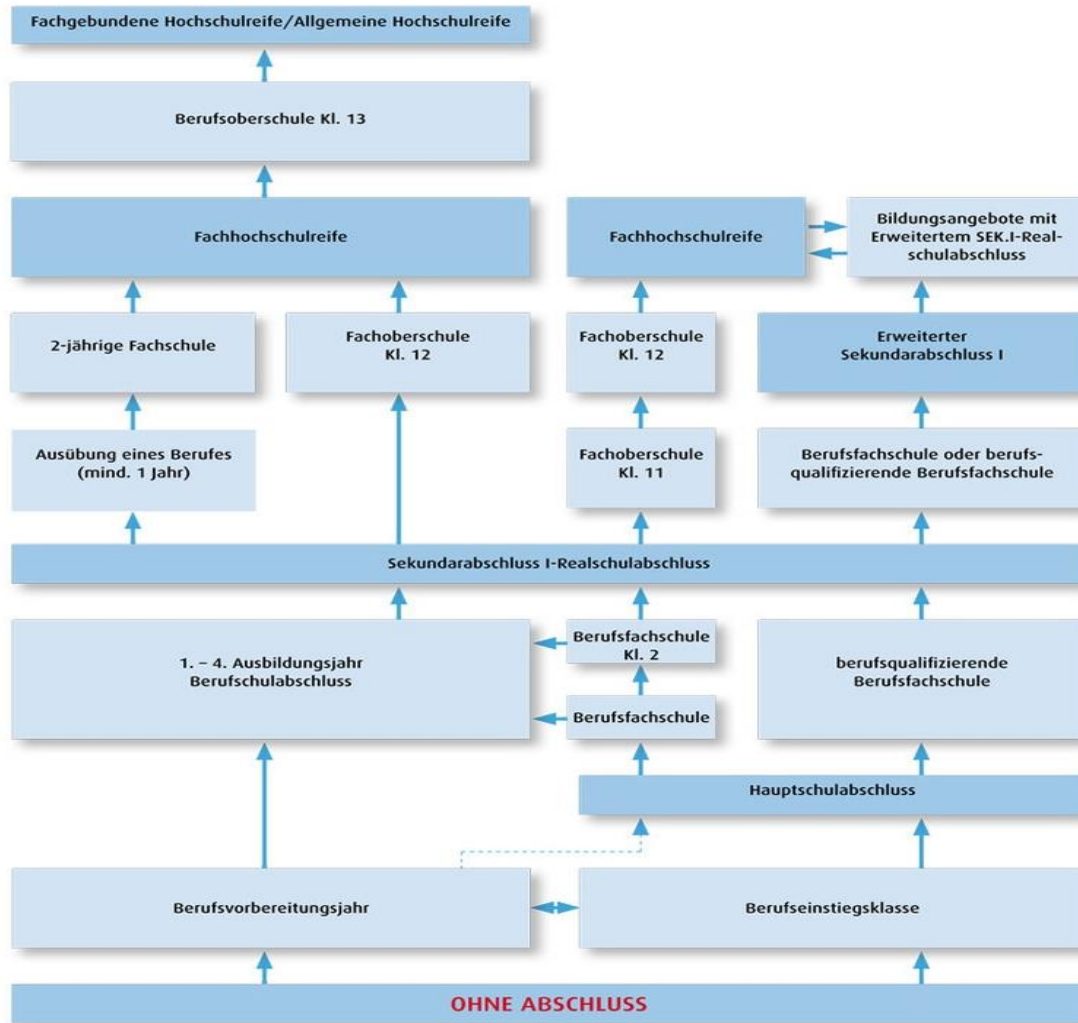 Fachgebundene Hochschulreife/Allgemeine Hochschulreife
Berufsoberschule Kl. 13
Fachhochschulreife
Fachhochschulreife
Bildungsangebote mit
Erweitertem SEK.I-Real-
schulabschluss
2-jährige Fachschule
Fachoberschule
Kl. 12
Fachoberschule
Kl. 12
Erweiterter
Sekundarabschluss I
Ausübung eines Berufes
(mind. 1 Jahr)
Fachoberschule
Kl. 11
Berufsfachschule oder berufs-
qualifizierende Berufsfachschule
Sekundarabschluss I-Realschulabschluss
1. – 4. Ausbildungsjahr
Berufschulabschluss
Berufsfachschule
Kl. 2
Berufsfachschule
berufsqualifizierende
Berufsfachschule
Hauptschulabschluss
Berufsvorbereitungsjahr
Berufseinstiegsklasse
OHNE ABSCHLUSS